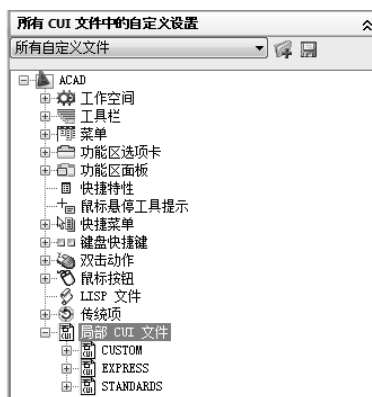 所有 CUI 文件中的自定义设置
所有自定义文件
ACAD
工作空间
工具栏
菜单
功能区选项卡
功能区面板
快捷特性
鼠标悬停工具提示
快捷菜单
键盘快捷键
双击动作
鼠标按钮
LISP 文件
传统项
局部 CUI 文件
CUSTOM
EXPRESS
STANDARDS